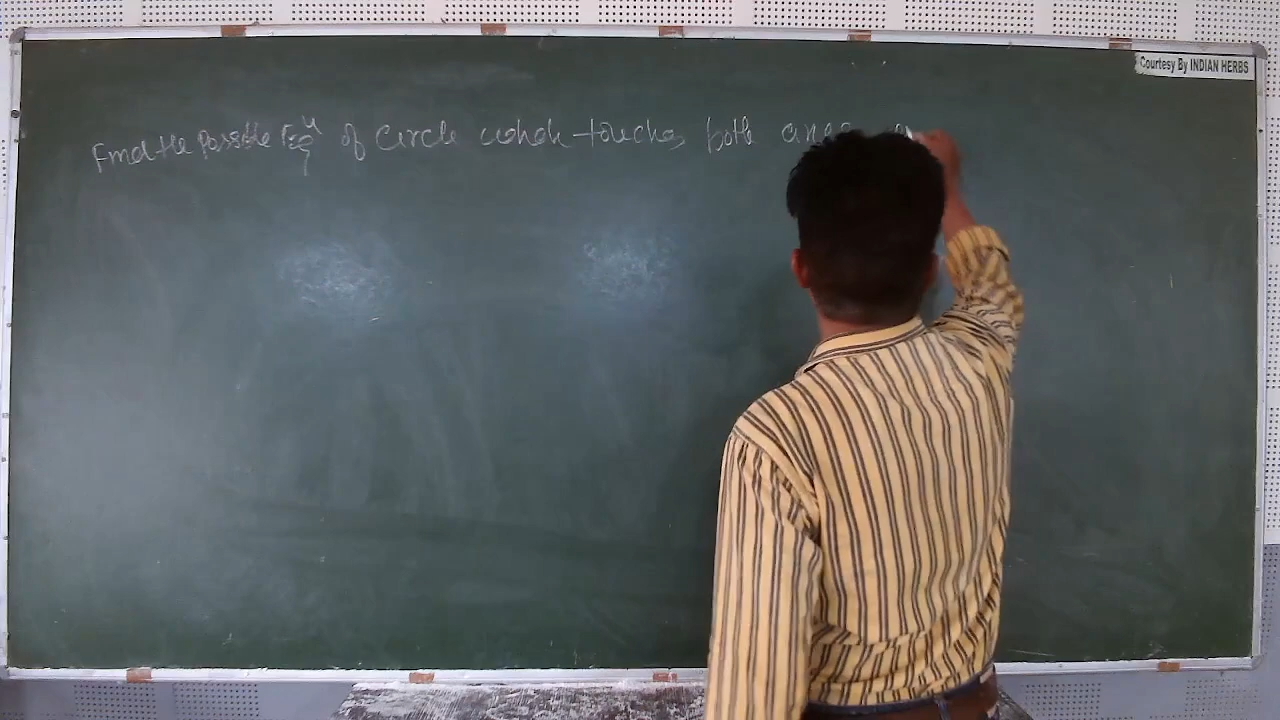 Courtesy By INDIAN HERBS
Find the Possible Eqⁿ of Circle which touches both axes